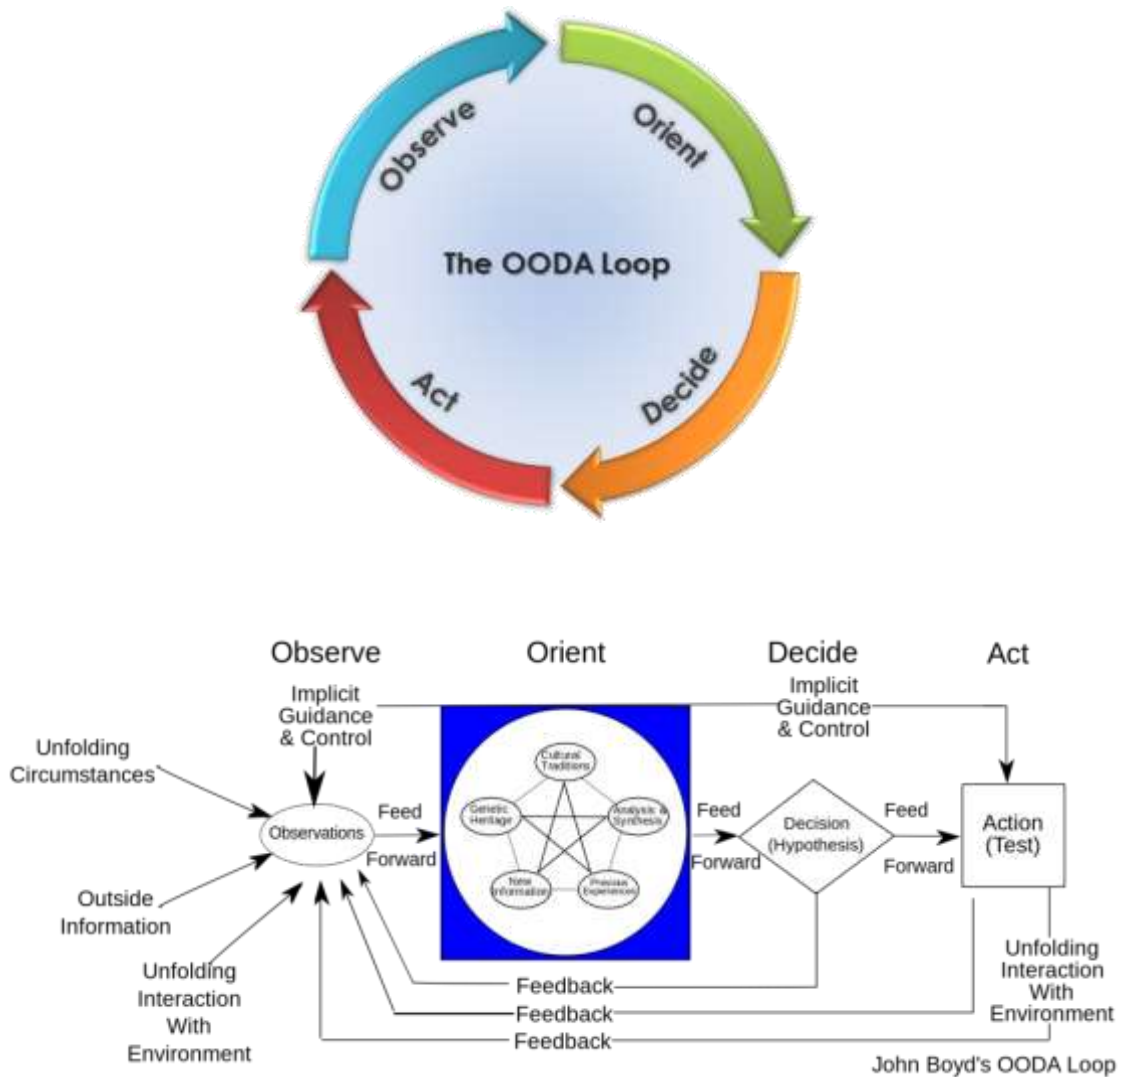 Observe
Orient
The OODA Loop
Act
Decide
Observe
Orient
Decide
Act
Implicit
Guidance
& Control
Implicit
Guidance
& Control
Unfolding
Circumstances
Observations
Feed
Forward
Cultural
Traditions
Genetic
Heritage
Analysis &
Synthesis
New
Information
Previous
Experiences
Feed
Forward
Decision
(Hypothesis)
Feed
Forward
Action
(Test)
Outside
Information
Unfolding
Interaction
With
Environment
Feedback
Feedback
Feedback
Unfolding
Interaction
With
Environment
John Boyd's OODA Loop